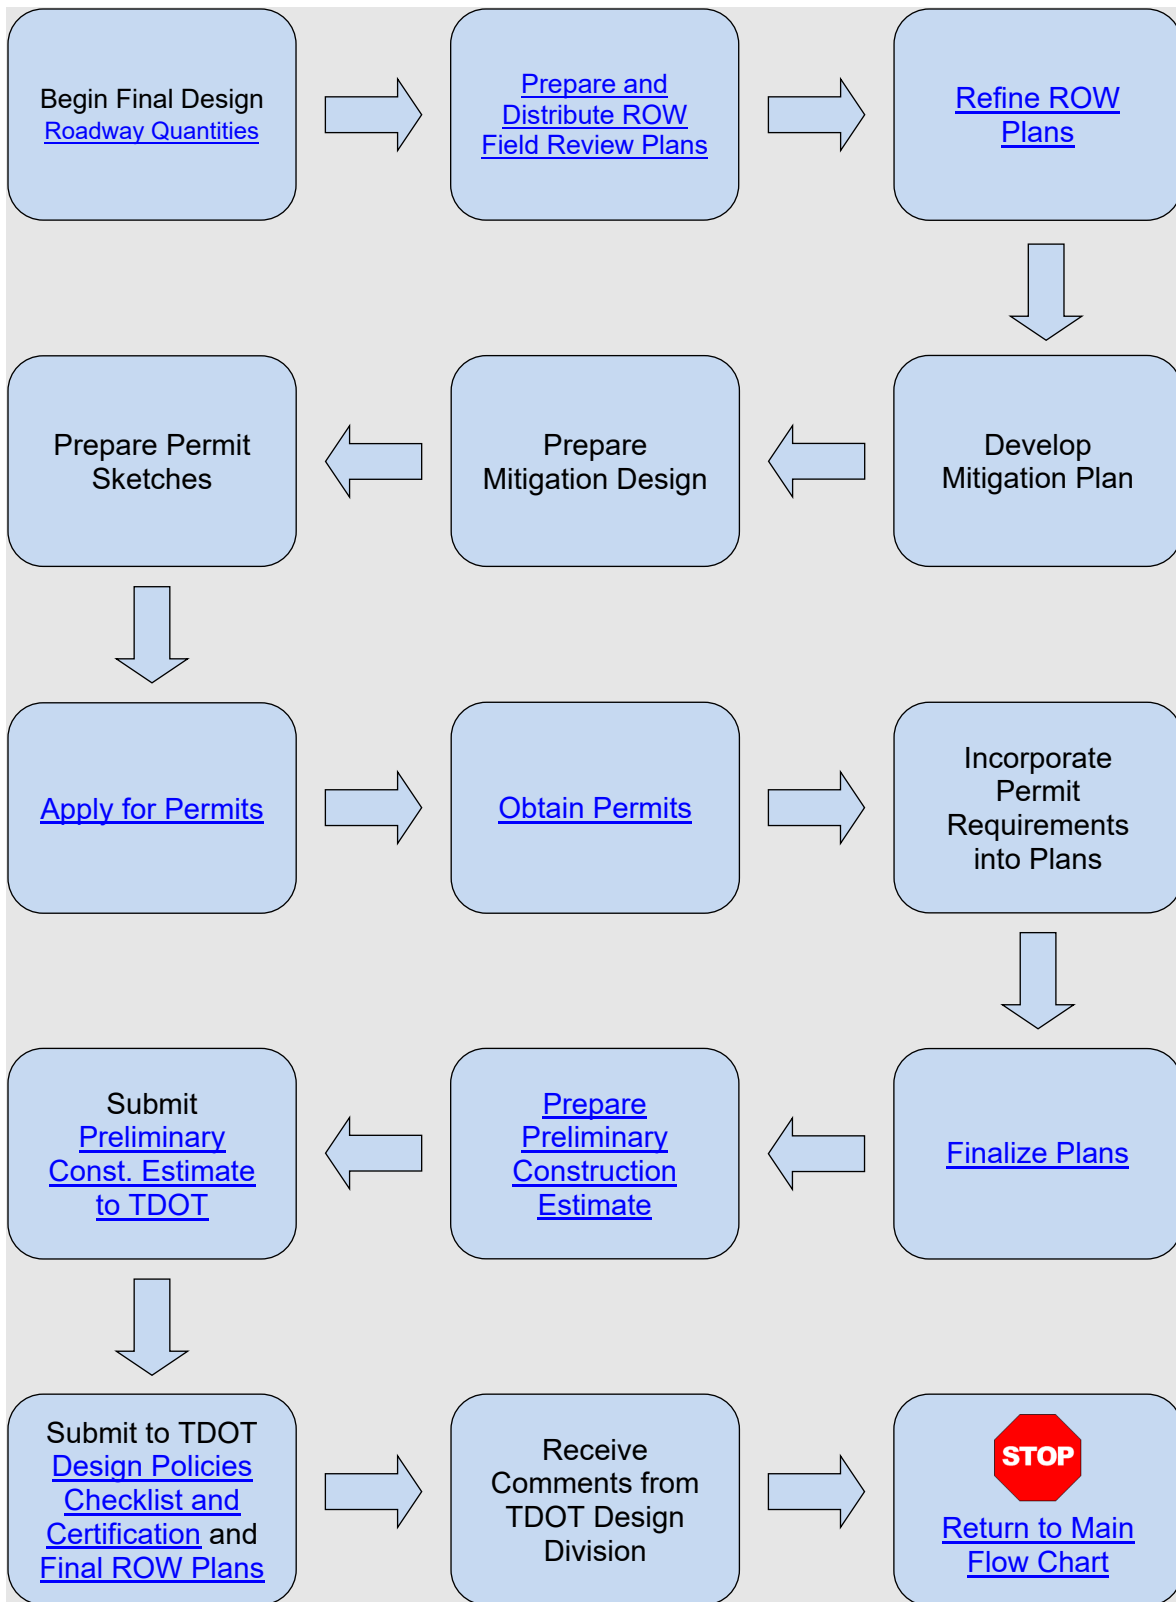 Begin Final Design
Roadway Quantities
Prepare and
Distribute ROW
Field Review Plans
Refine ROW
Plans
Develop
Mitigation Plan
Prepare
Mitigation Design
Prepare Permit
Sketches
Apply for Permits
Obtain Permits
Incorporate
Permit
Requirements
into Plans
Finalize Plans
Prepare
Preliminary
Construction
Estimate
Submit
Preliminary
Const. Estimate
to TDOT
Submit to TDOT
Design Policies
Checklist and
Certification and
Final ROW Plans
Receive
Comments from
TDOT Design
Division
STOP
Return to Main
Flow Chart